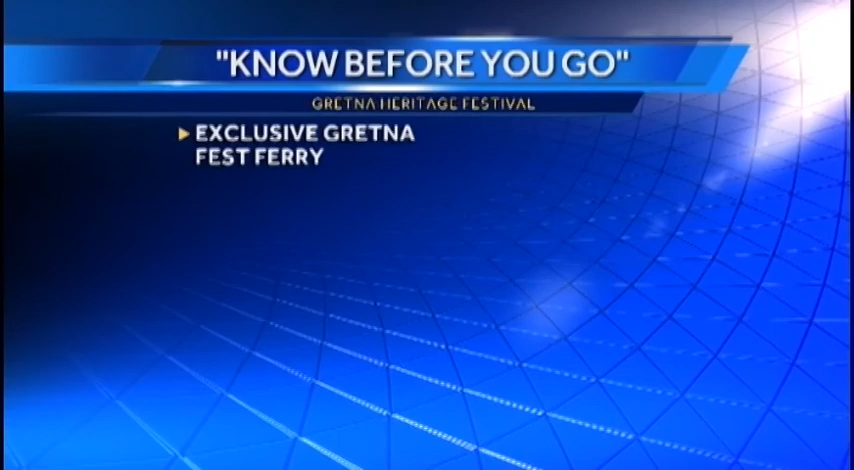 "KNOW BEFORE YOU GO"
GRETNA HERITAGE FESTIVAL
EXCLUSIVE GRETNA
FEST FERRY